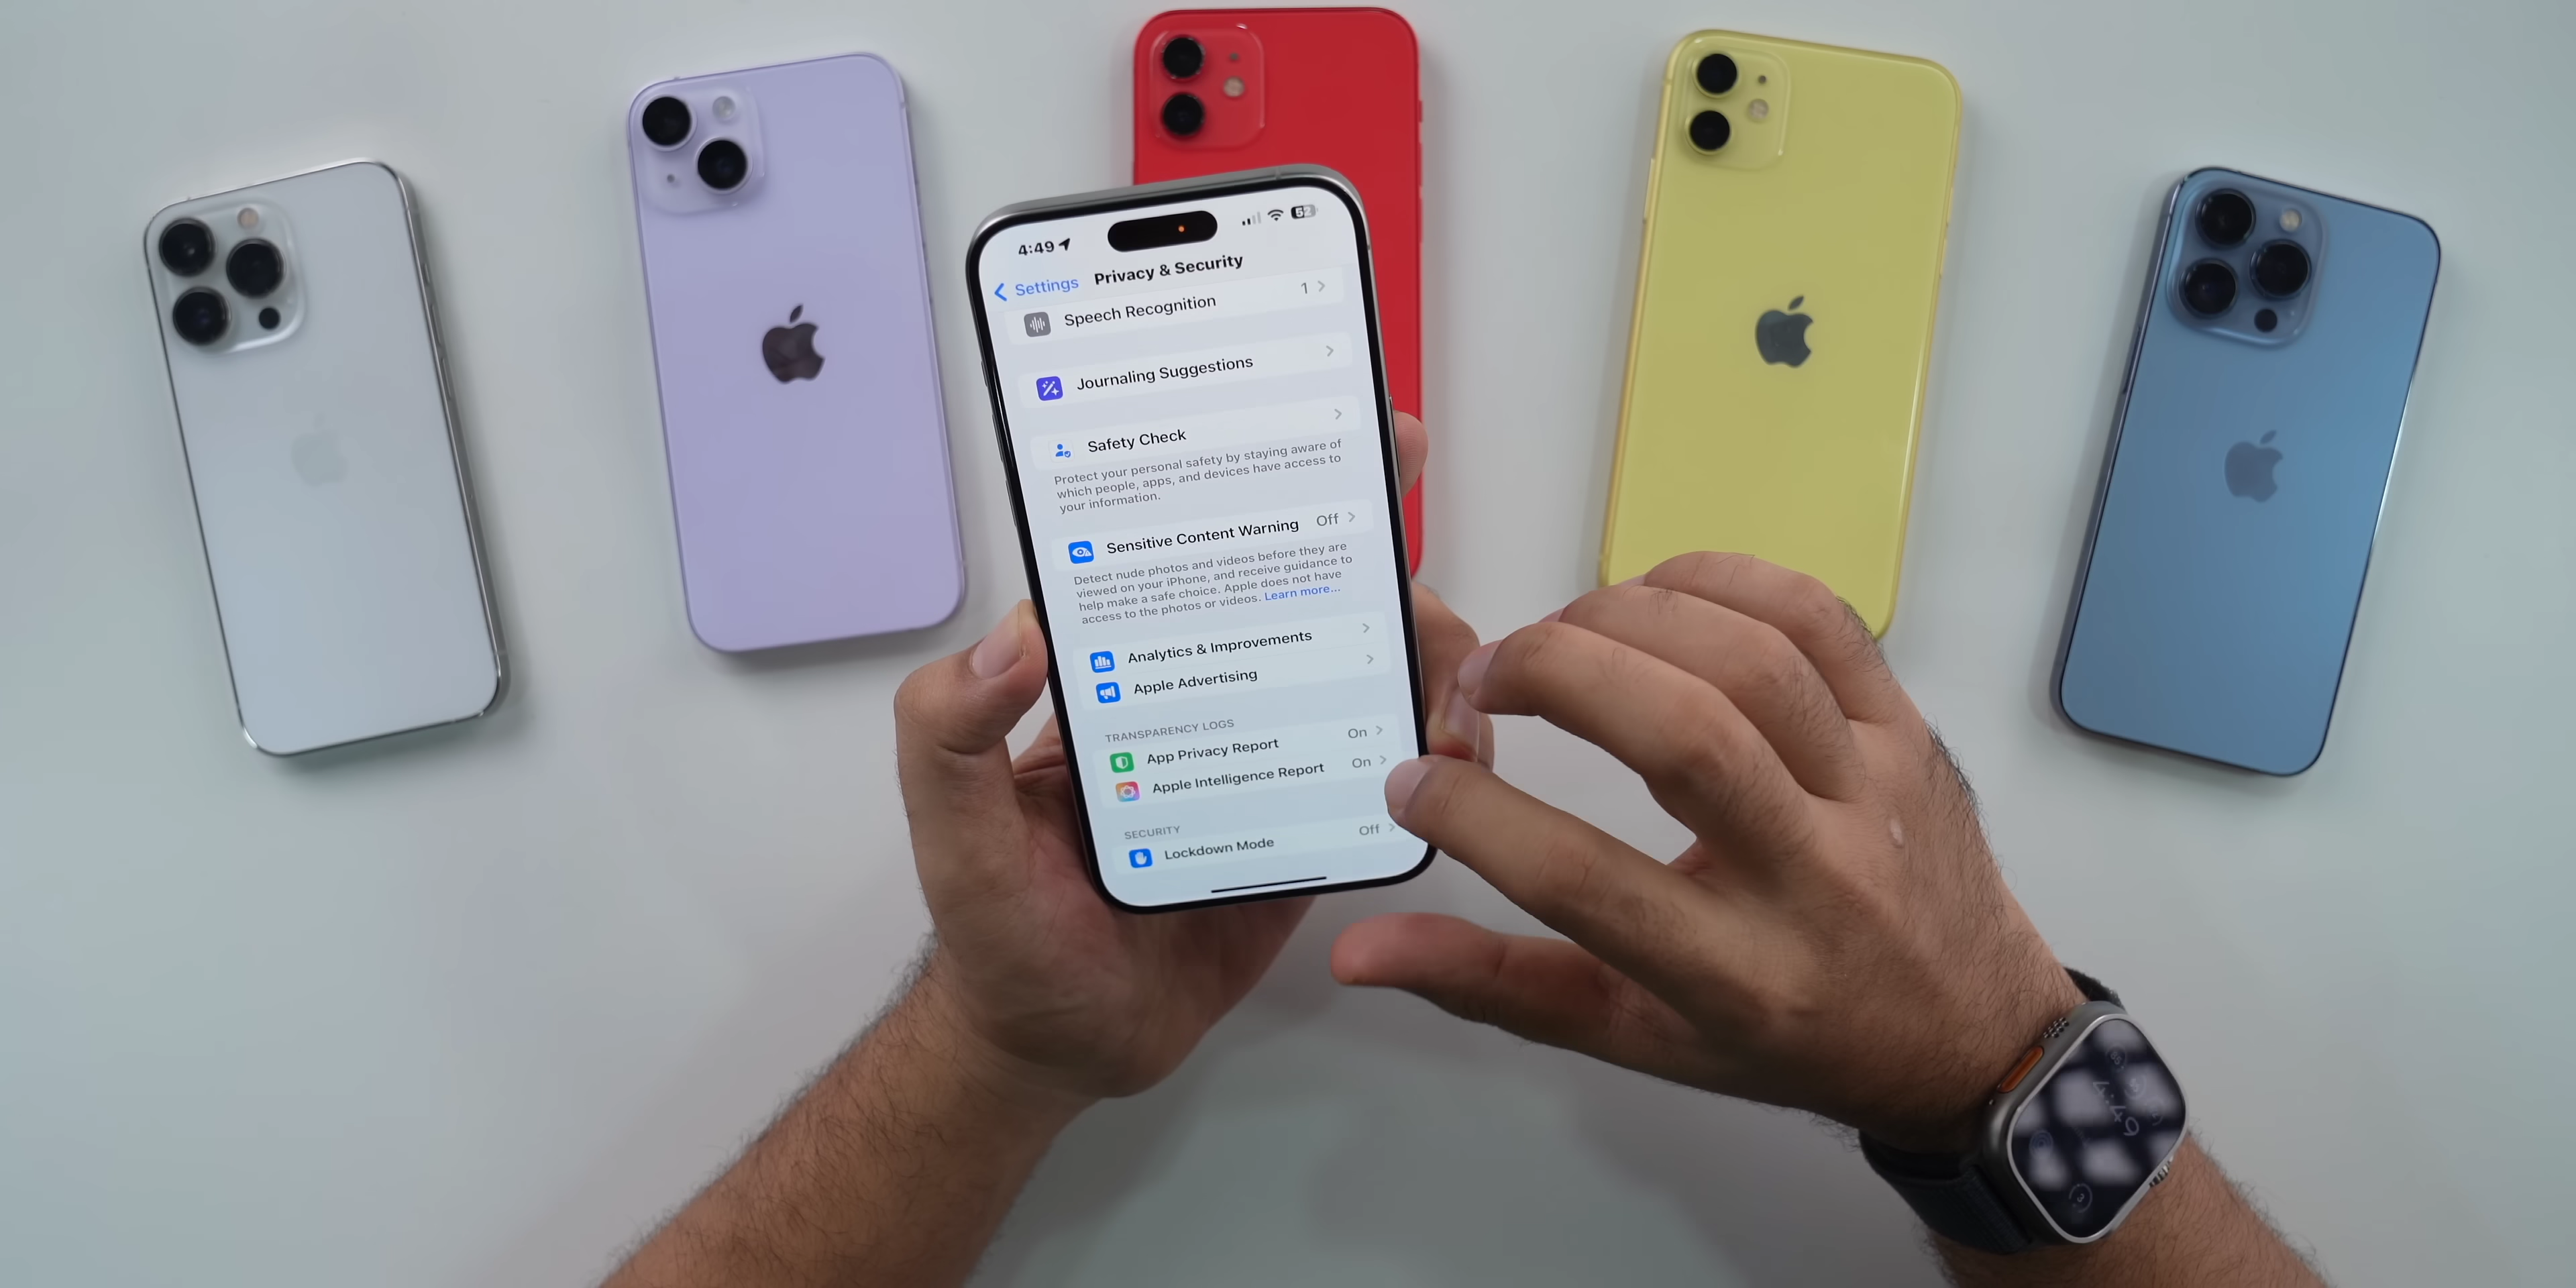 4:49
52
Settings
Privacy & Security
Speech Recognition 1
Journaling Suggestions
Safety Check
Protect your personal safety by staying aware of
which people, apps, and devices have access to
your information.
Sensitive Content Warning Off
Detect nude photos and videos before they are
viewed on your iPhone, and receive guidance to
help make a safe choice. Apple does not have
access to the photos or videos. Learn more...
Analytics & Improvements
Apple Advertising
TRANSPARENCY LOGS
App Privacy Report On
Apple Intelligence Report On
SECURITY
Lockdown Mode Off
4:49